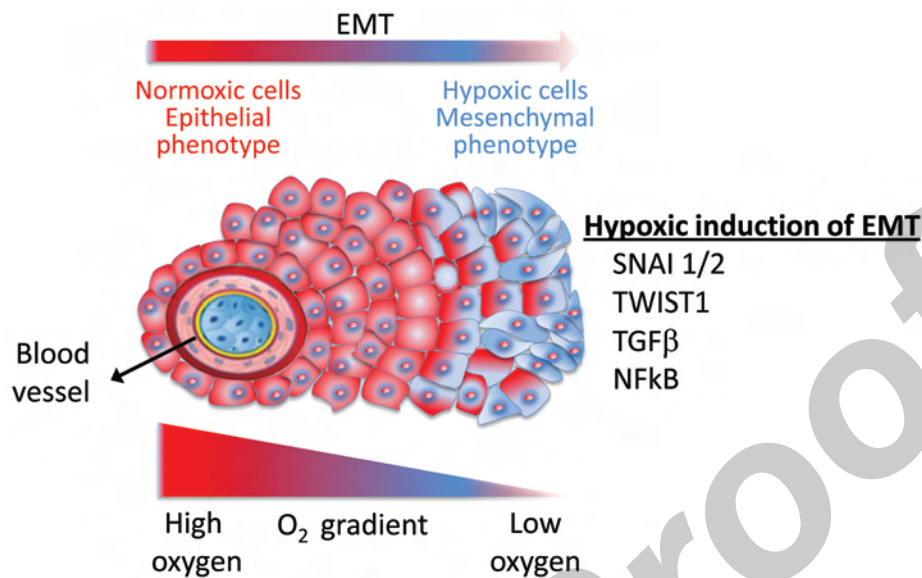 EMT
Normoxic cells
Epithelial
phenotype
Hypoxic cells
Mesenchymal
phenotype
Hypoxic induction of EMT
SNAI 1/2
TWIST1
TGFβ
NFkB
Blood
vessel
High
oxygen
O₂ gradient
Low
oxygen
roof